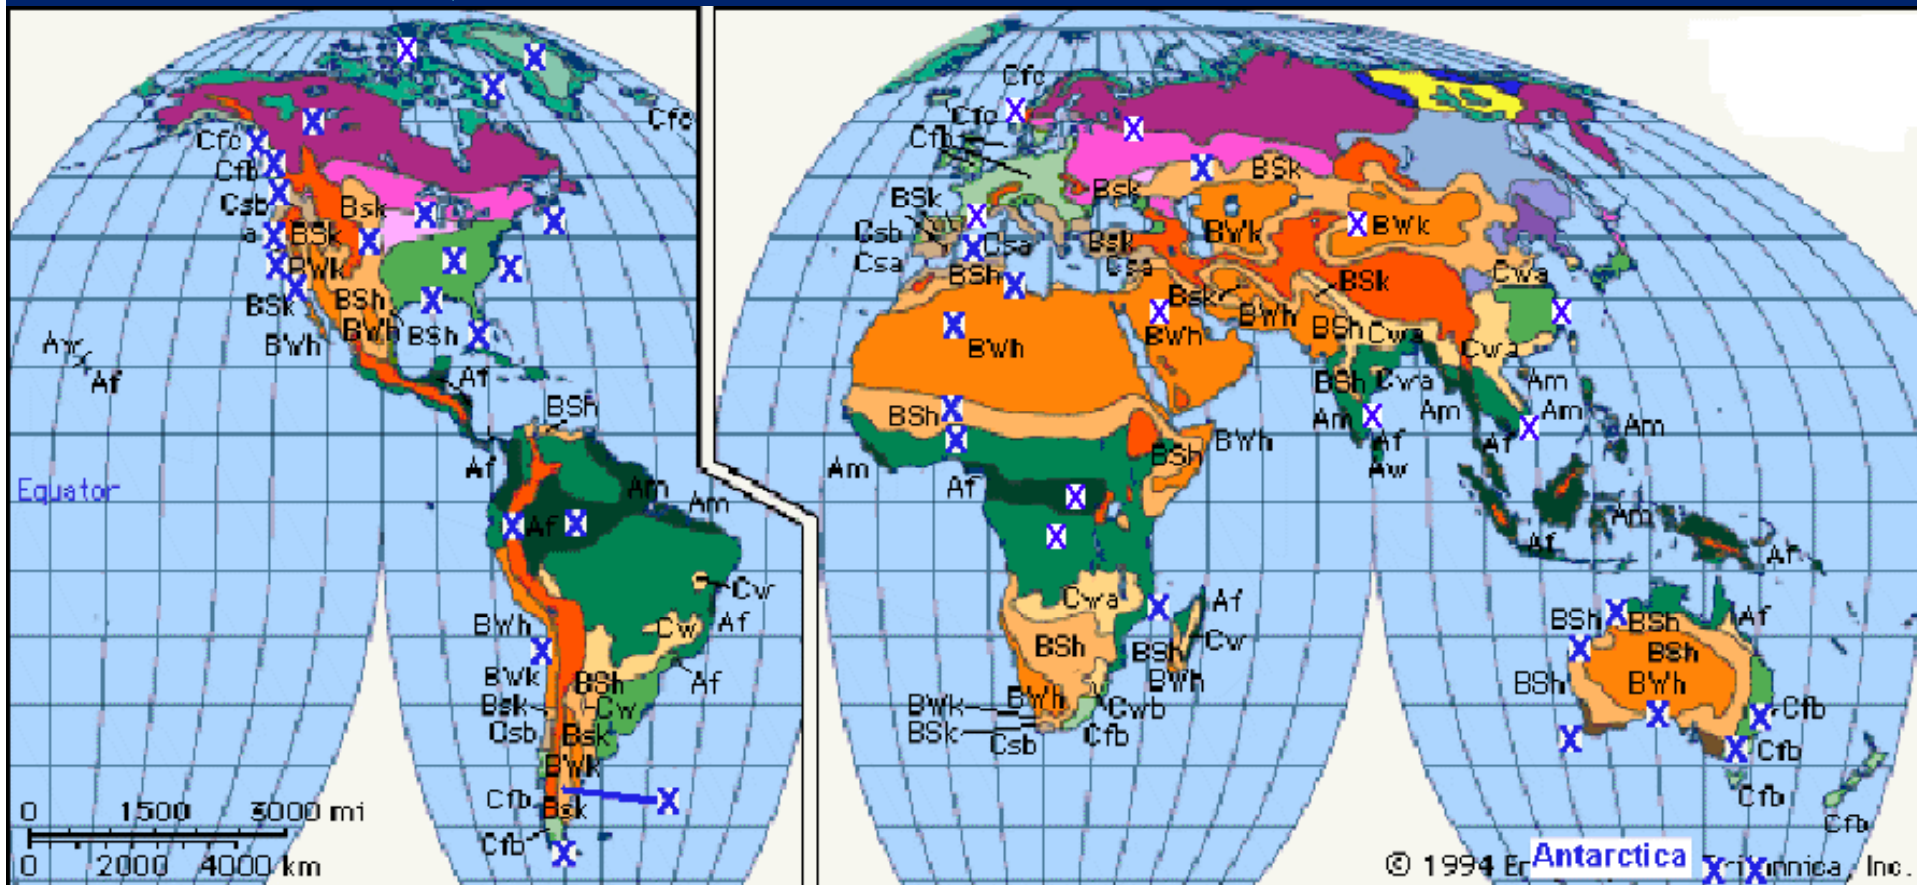 Cfc
Cfc
Cfc
Cfb
Cfc
Cfb
Csb
a
Bsk
BSk
BWk
BSk
BSh
BWh
BSh
BWh
Aw
Af
Af
BSh
Af
Equator
Am
Am
Af
Cw
Cw
Af
BWh
BWk
BSh
Af
Bsk
Cw
Csb
Bsk
BWk
Cfb
Bsk
Cfb
0 1500 3000 mi
0 2000 4000 km
BSk
Bsk
BSk
Csb
Csa
Csa
Bsk
Csa
BWk
BWk
Cwa
BSh
Bsk
BSk
BWh
BWh
BWh
BSh
Cwa
Cwa
BSh
Cwa
Am
BSh
Am
Am
Am
Am
Af
Af
Aw
BWh
BSh
Am
Af
Am
Af
Af
Cwa
Af
BSh
BSh
Cw
BWh
BWh
BWk
BSk
Csb
Cwb
Cfb
BSh
BSh
Af
BSh
BSh
BWh
Cfb
Cfb
Cfb
Cfb
Antarctica
© 1994 Inc.
X X X X X X X X X X X X X X X X X X X X X X X X X X X X X X X X X X X X X X X X X X X X X X